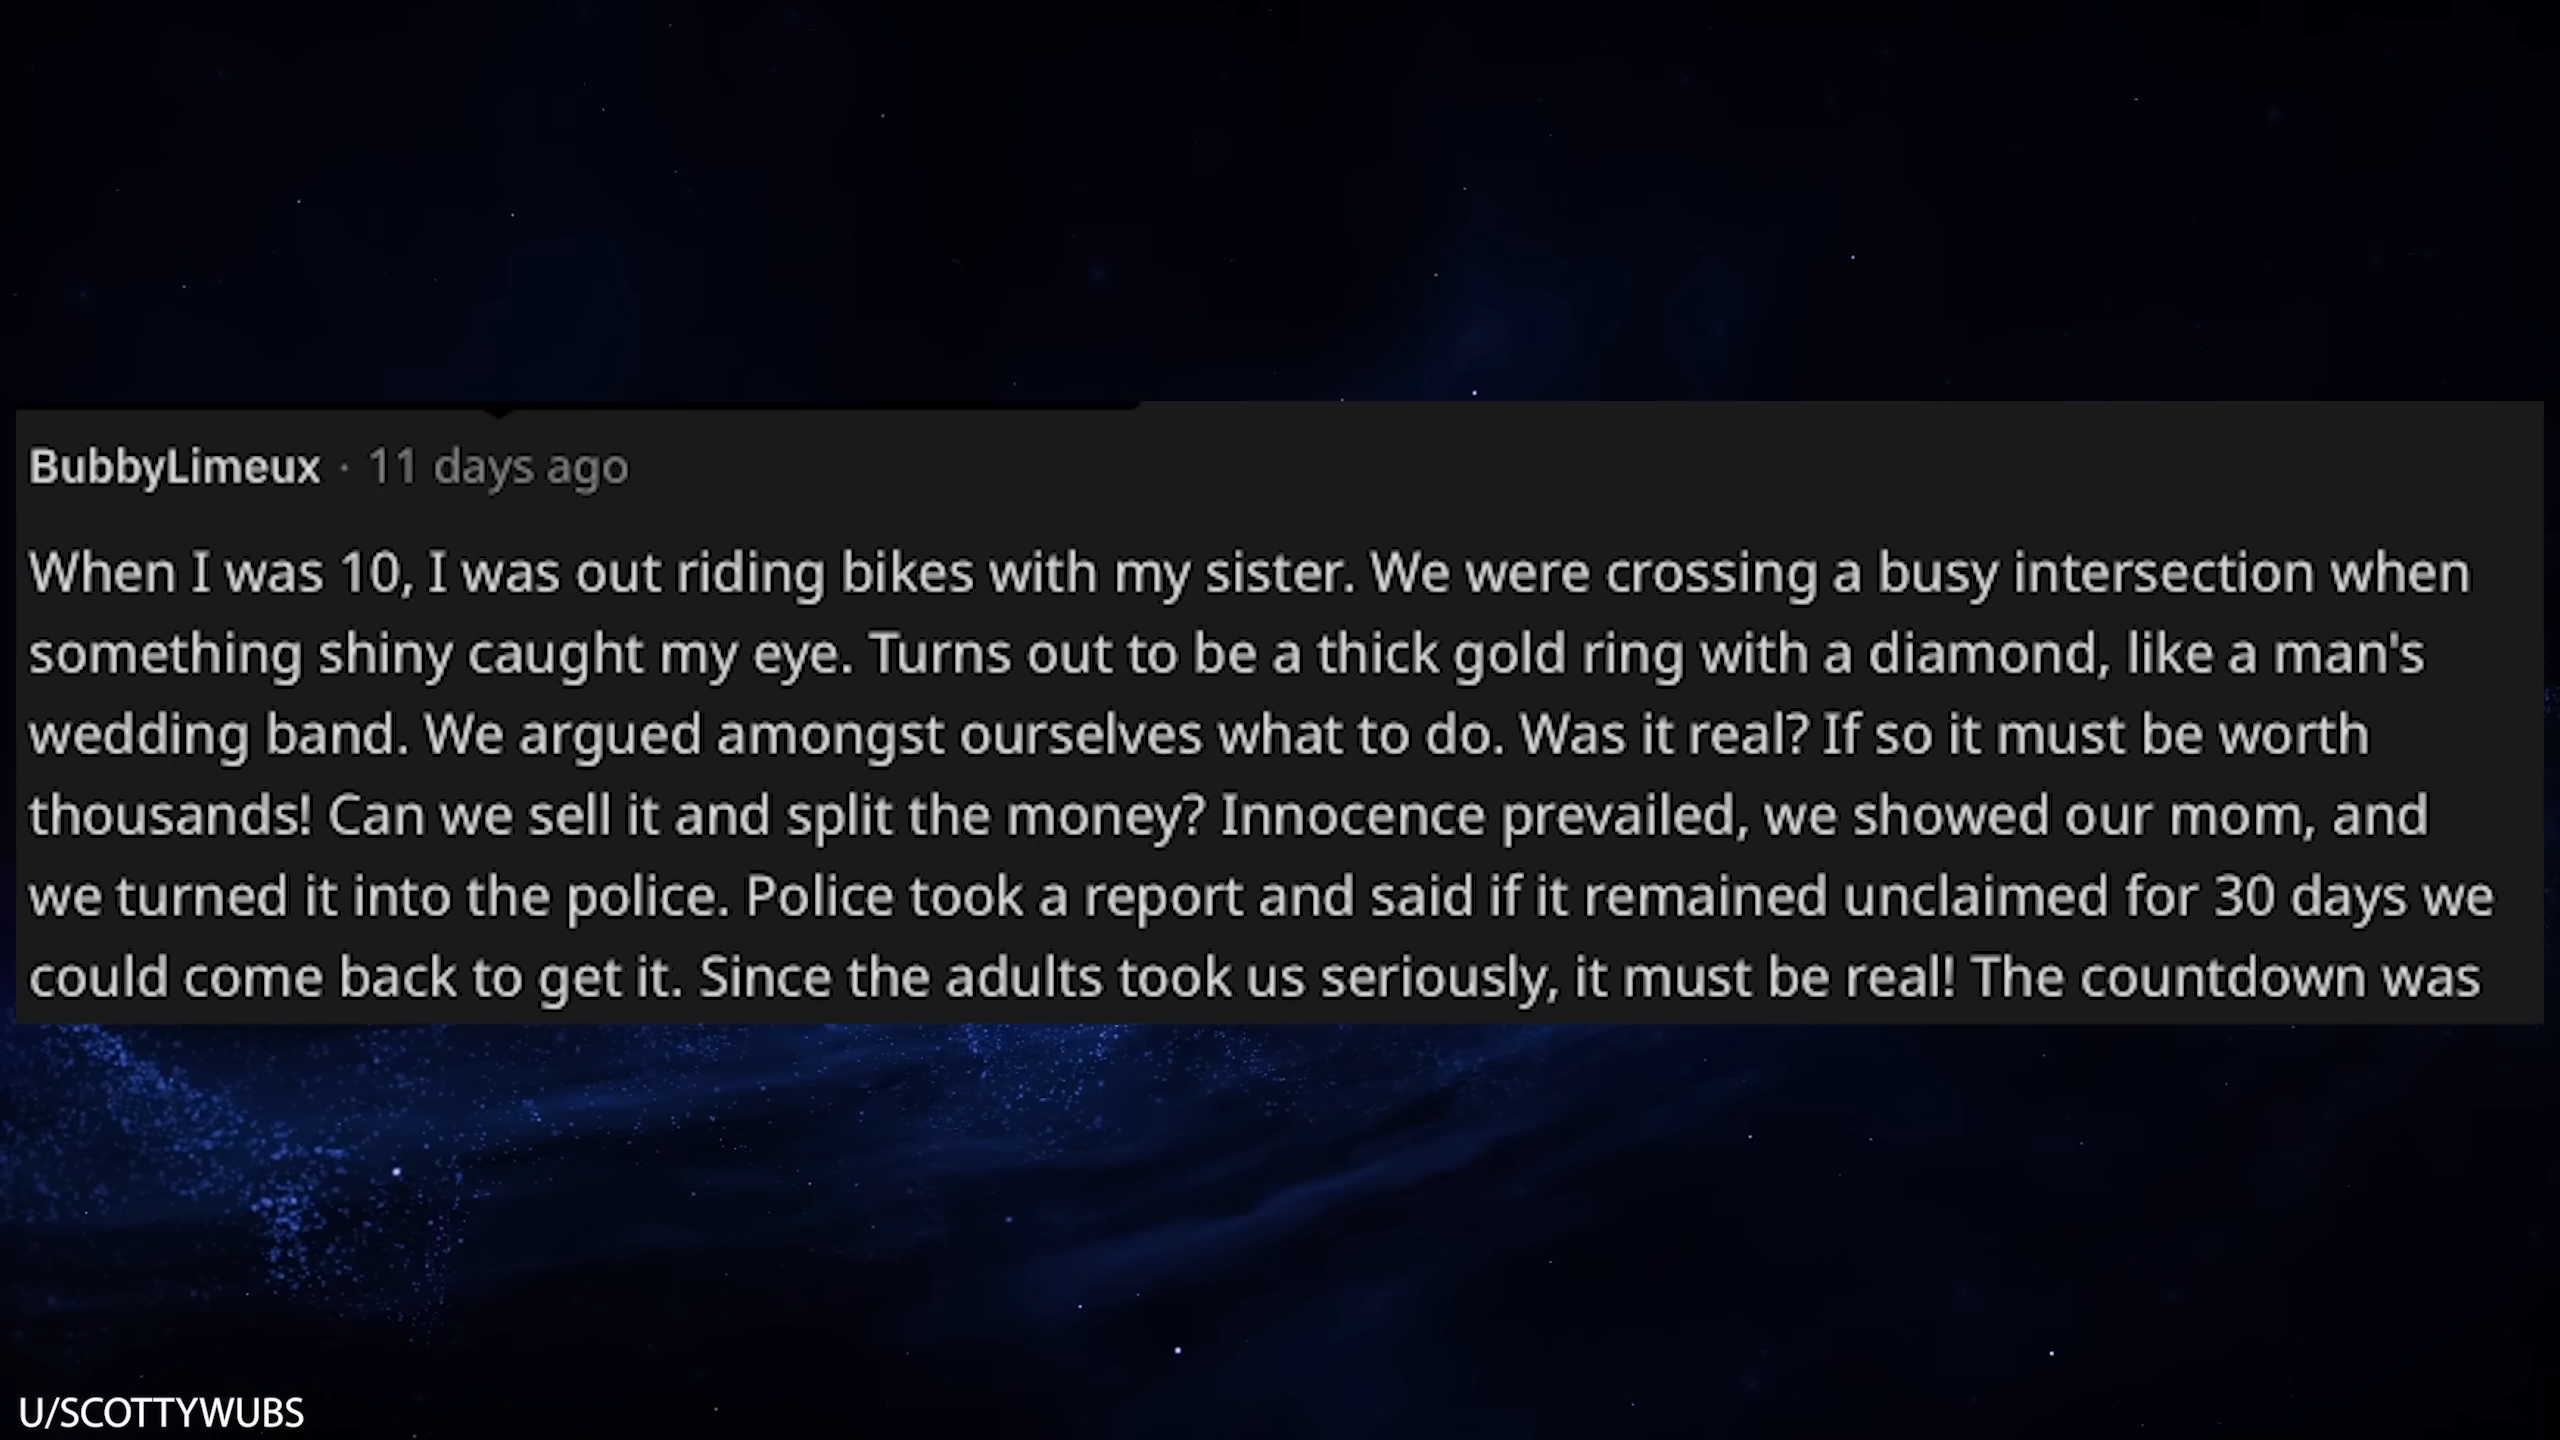 BubbyLimeux · 11 days ago
When I was 10, I was out riding bikes with my sister. We were crossing a busy intersection when
something shiny caught my eye. Turns out to be a thick gold ring with a diamond, like a man's
wedding band. We argued amongst ourselves what to do. Was it real? If so it must be worth
thousands! Can we sell it and split the money? Innocence prevailed, we showed our mom, and
we turned it into the police. Police took a report and said if it remained unclaimed for 30 days we
could come back to get it. Since the adults took us seriously, it must be real! The countdown was
U/SCOTTYWUBS